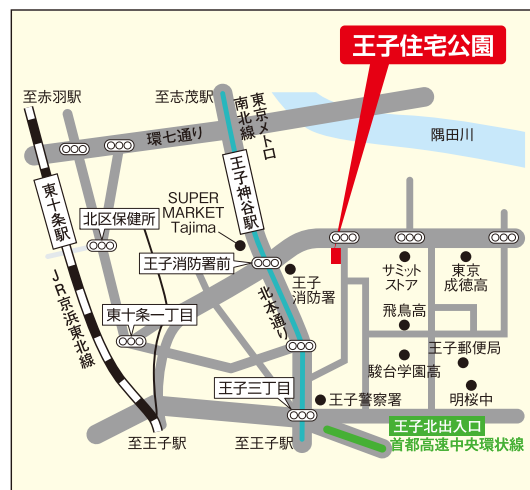 王子住宅公園
至赤羽駅
至志茂駅
東京メトロ
南北線
隅田川
環七通り
王子神谷駅
東十条駅
SUPER
MARKET
Tajima
北区保健所
王子消防署前
王子
消防署
サミット
ストア
東京
成徳高
JR京浜東北線
北本通り
東十条一丁目
飛鳥高
王子郵便局
駿台学園高
王子三丁目
王子警察署
明桜中
王子北出入口
首都高速中央環状線
至王子駅
至王子駅